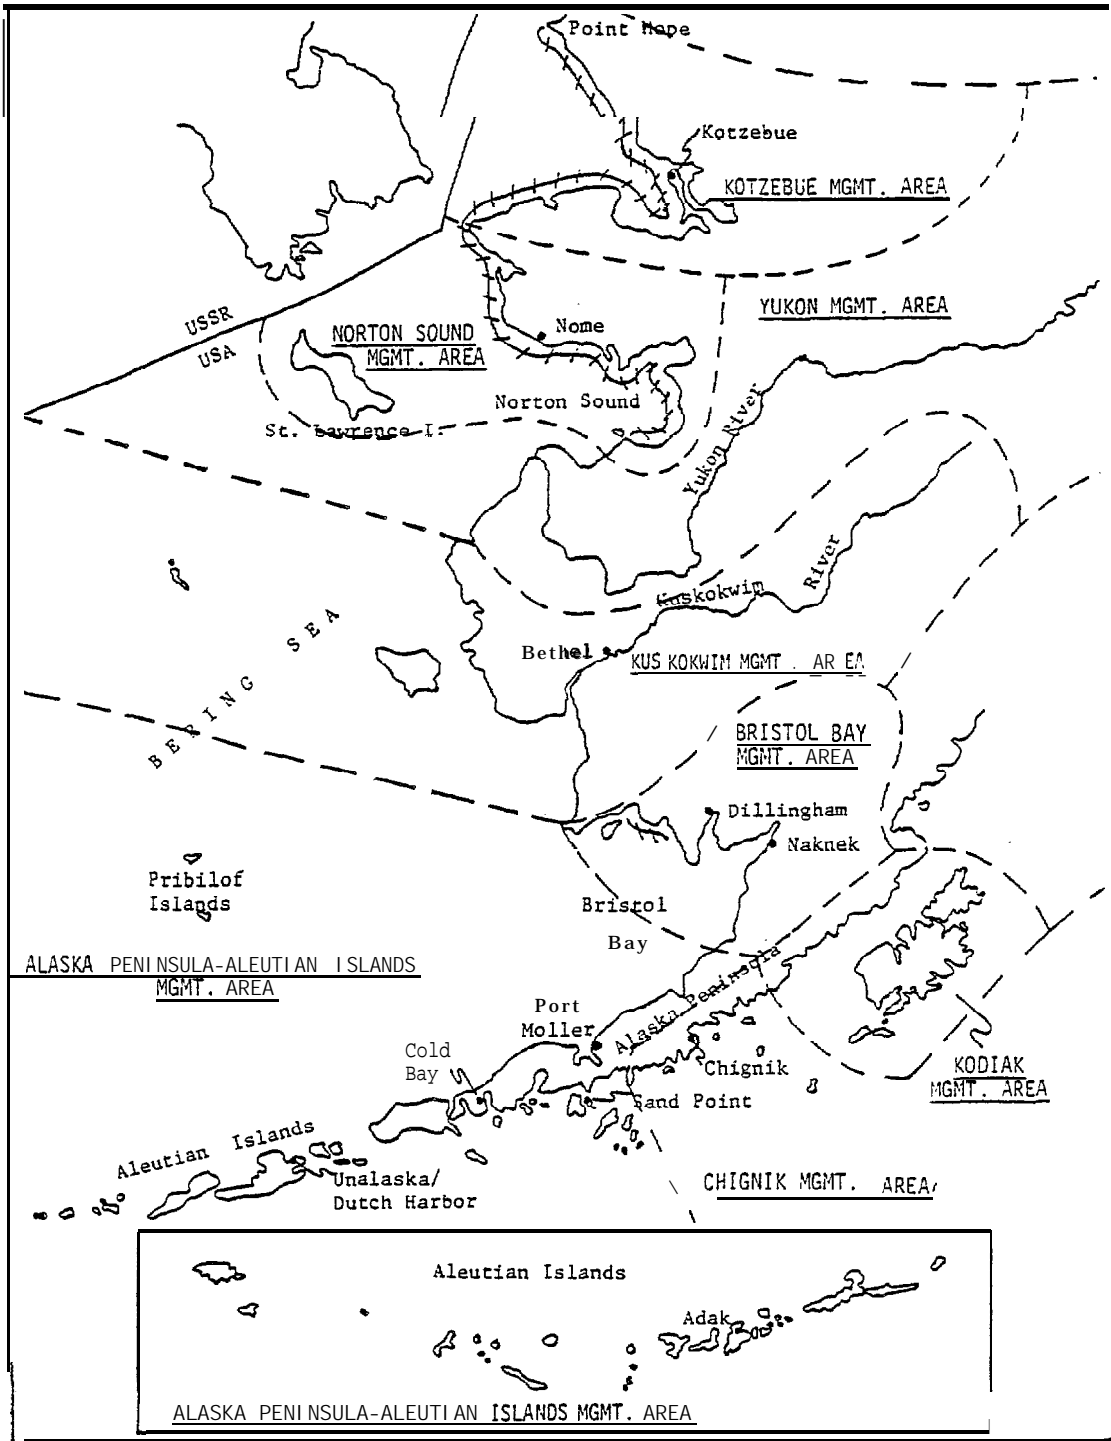 Point Hope
Kotzebue
KOTZEBUE MGMT. AREA
YUKON MGMT. AREA
USSR
USA
NORTON SOUND
MGMT. AREA
Nome
Norton Sound
St. Lawrence I.
Yukon River
Kuskokwim River
BERING SEA
Bethel
KUSKOKWIM MGMT. AREA
BRISTOL BAY
MGMT. AREA
Dillingham
Naknek
Pribilof
Islands
Bristol
Bay
ALASKA PENINSULA-ALEUTIAN ISLANDS
MGMT. AREA
Alaska Peninsola
Port
Moller
Cold
Bay
Chignik
KODIAK
MGMT. AREA
Sand Point
Aleutian Islands
Unalaska/
Dutch Harbor
CHIGNIK MGMT. AREA
Aleutian Islands
Adak
ALASKA PENINSULA-ALEUTIAN ISLANDS MGMT. AREA